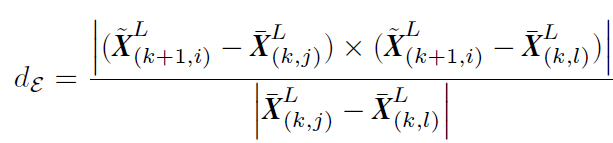 $d_{\mathcal{E}} = \frac{\left| (\tilde{\boldsymbol{X}}^{L}_{(k+1,i)} - \bar{\boldsymbol{X}}^{L}_{(k,j)}) \times (\tilde{\boldsymbol{X}}^{L}_{(k+1,i)} - \bar{\boldsymbol{X}}^{L}_{(k,l)}) \right|}{\left| \bar{\boldsymbol{X}}^{L}_{(k,j)} - \bar{\boldsymbol{X}}^{L}_{(k,l)} \right|}$